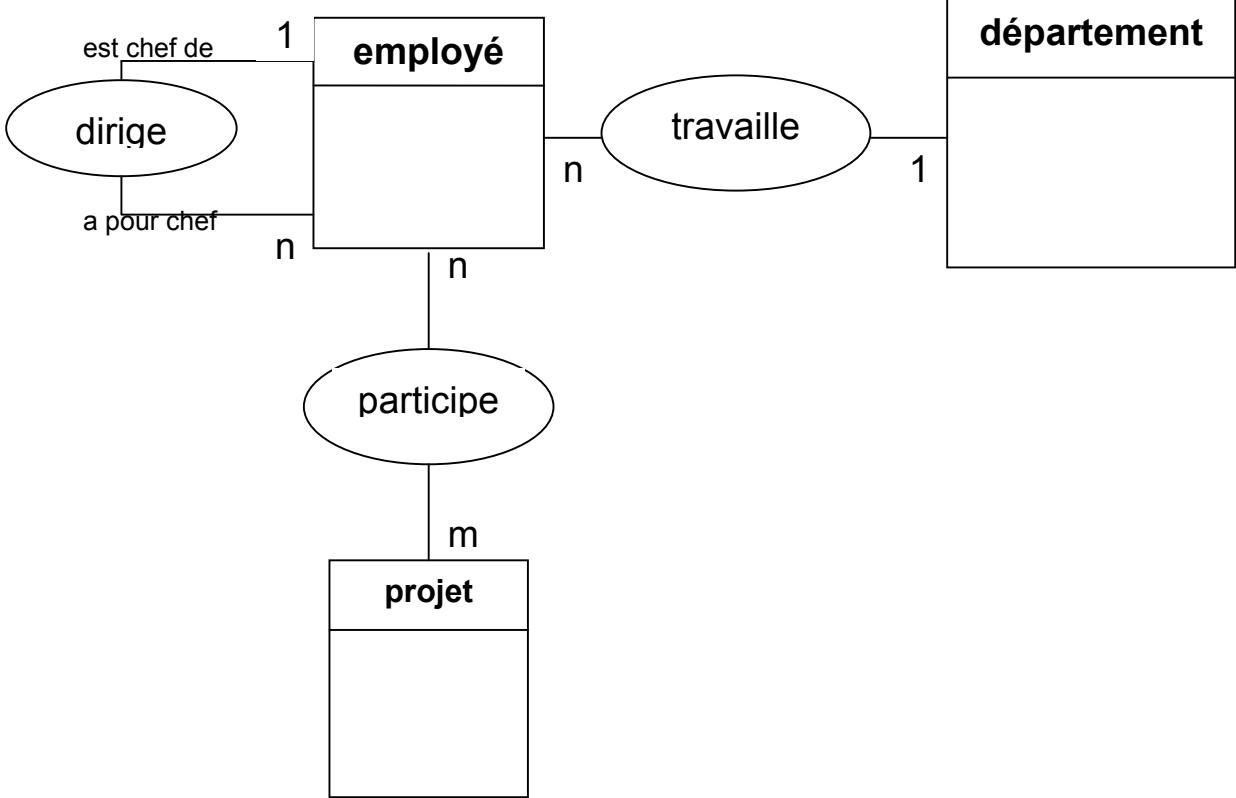 est chef de
1
employé
département
dirige
travaille
n
1
a pour chef
n
n
participe
m
projet